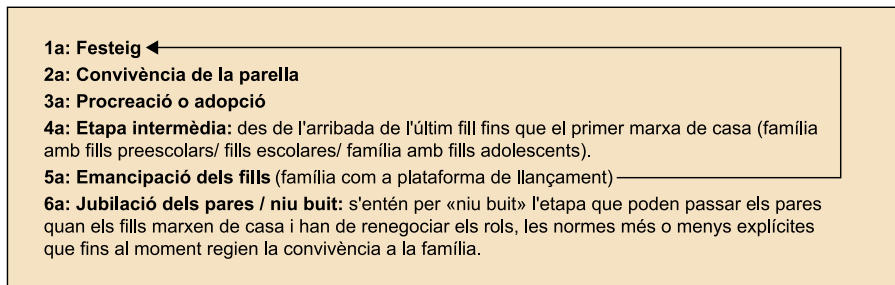 1a: Festeig
2a: Convivència de la parella
3a: Procreació o adopció
4a: Etapa intermèdia: des de l'arribada de l'últim fill fins que el primer marxa de casa (família
amb fills preescolars/ fills escolares/ família amb fills adolescents).
5a: Emancipació dels fills (família com a plataforma de llançament)
6a: Jubilació dels pares / niu buit: s'entén per «niu buit» l'etapa que poden passar els pares
quan els fills marxen de casa i han de renegociar els rols, les normes més o menys explícites
que fins al moment regien la convivència a la família.